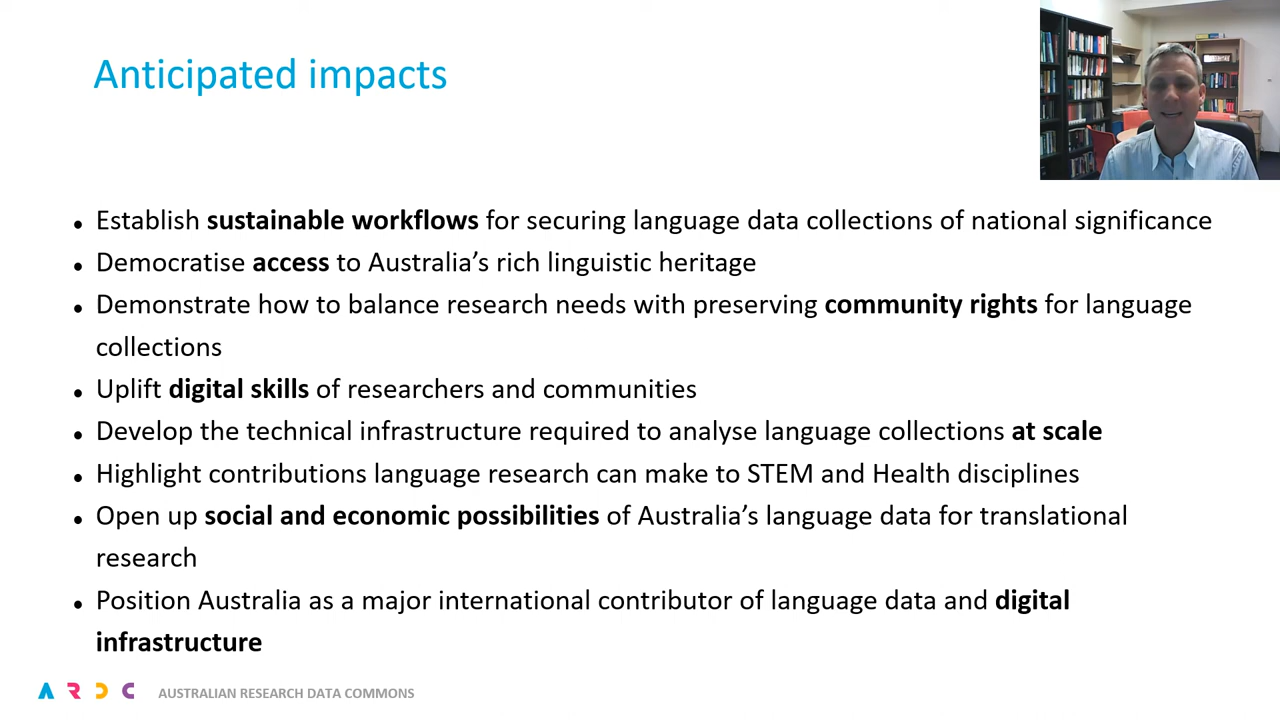 Anticipated impacts
• Establish sustainable workflows for securing language data collections of national significance
• Democratise access to Australia’s rich linguistic heritage
• Demonstrate how to balance research needs with preserving community rights for language
collections
• Uplift digital skills of researchers and communities
• Develop the technical infrastructure required to analyse language collections at scale
• Highlight contributions language research can make to STEM and Health disciplines
• Open up social and economic possibilities of Australia’s language data for translational
research
• Position Australia as a major international contributor of language data and digital
infrastructure
ARDC AUSTRALIAN RESEARCH DATA COMMONS